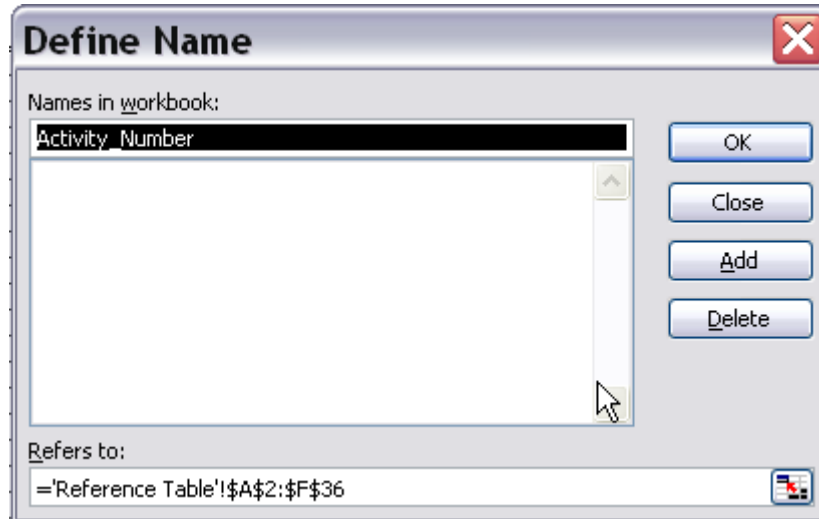 Define Name
Names in workbook:
Activity_Number
OK
Close
Add
Delete
Refers to:
='Reference Table'!$A$2:$F$36